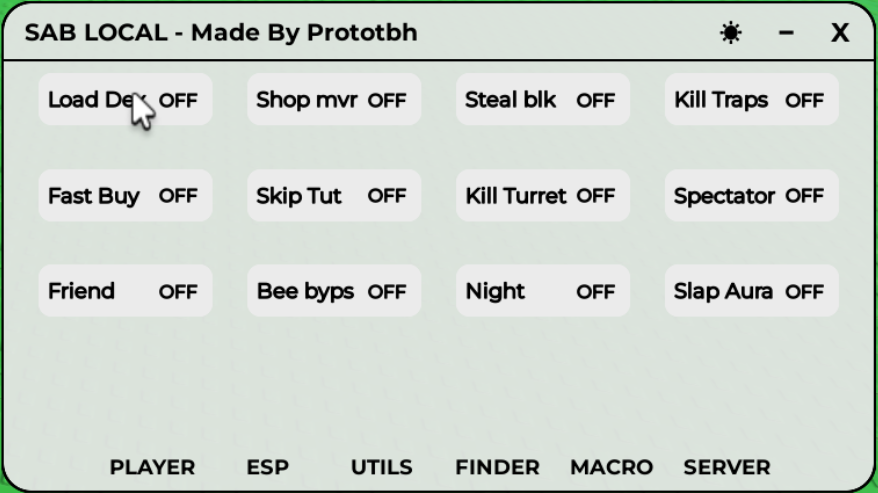 SAB LOCAL - Made By Prototbh – X
Load Dev OFF Shop mvr OFF Steal blk OFF Kill Traps OFF
Fast Buy OFF Skip Tut OFF Kill Turret OFF Spectator OFF
Friend OFF Bee byps OFF Night OFF Slap Aura OFF
PLAYER ESP UTILS FINDER MACRO SERVER